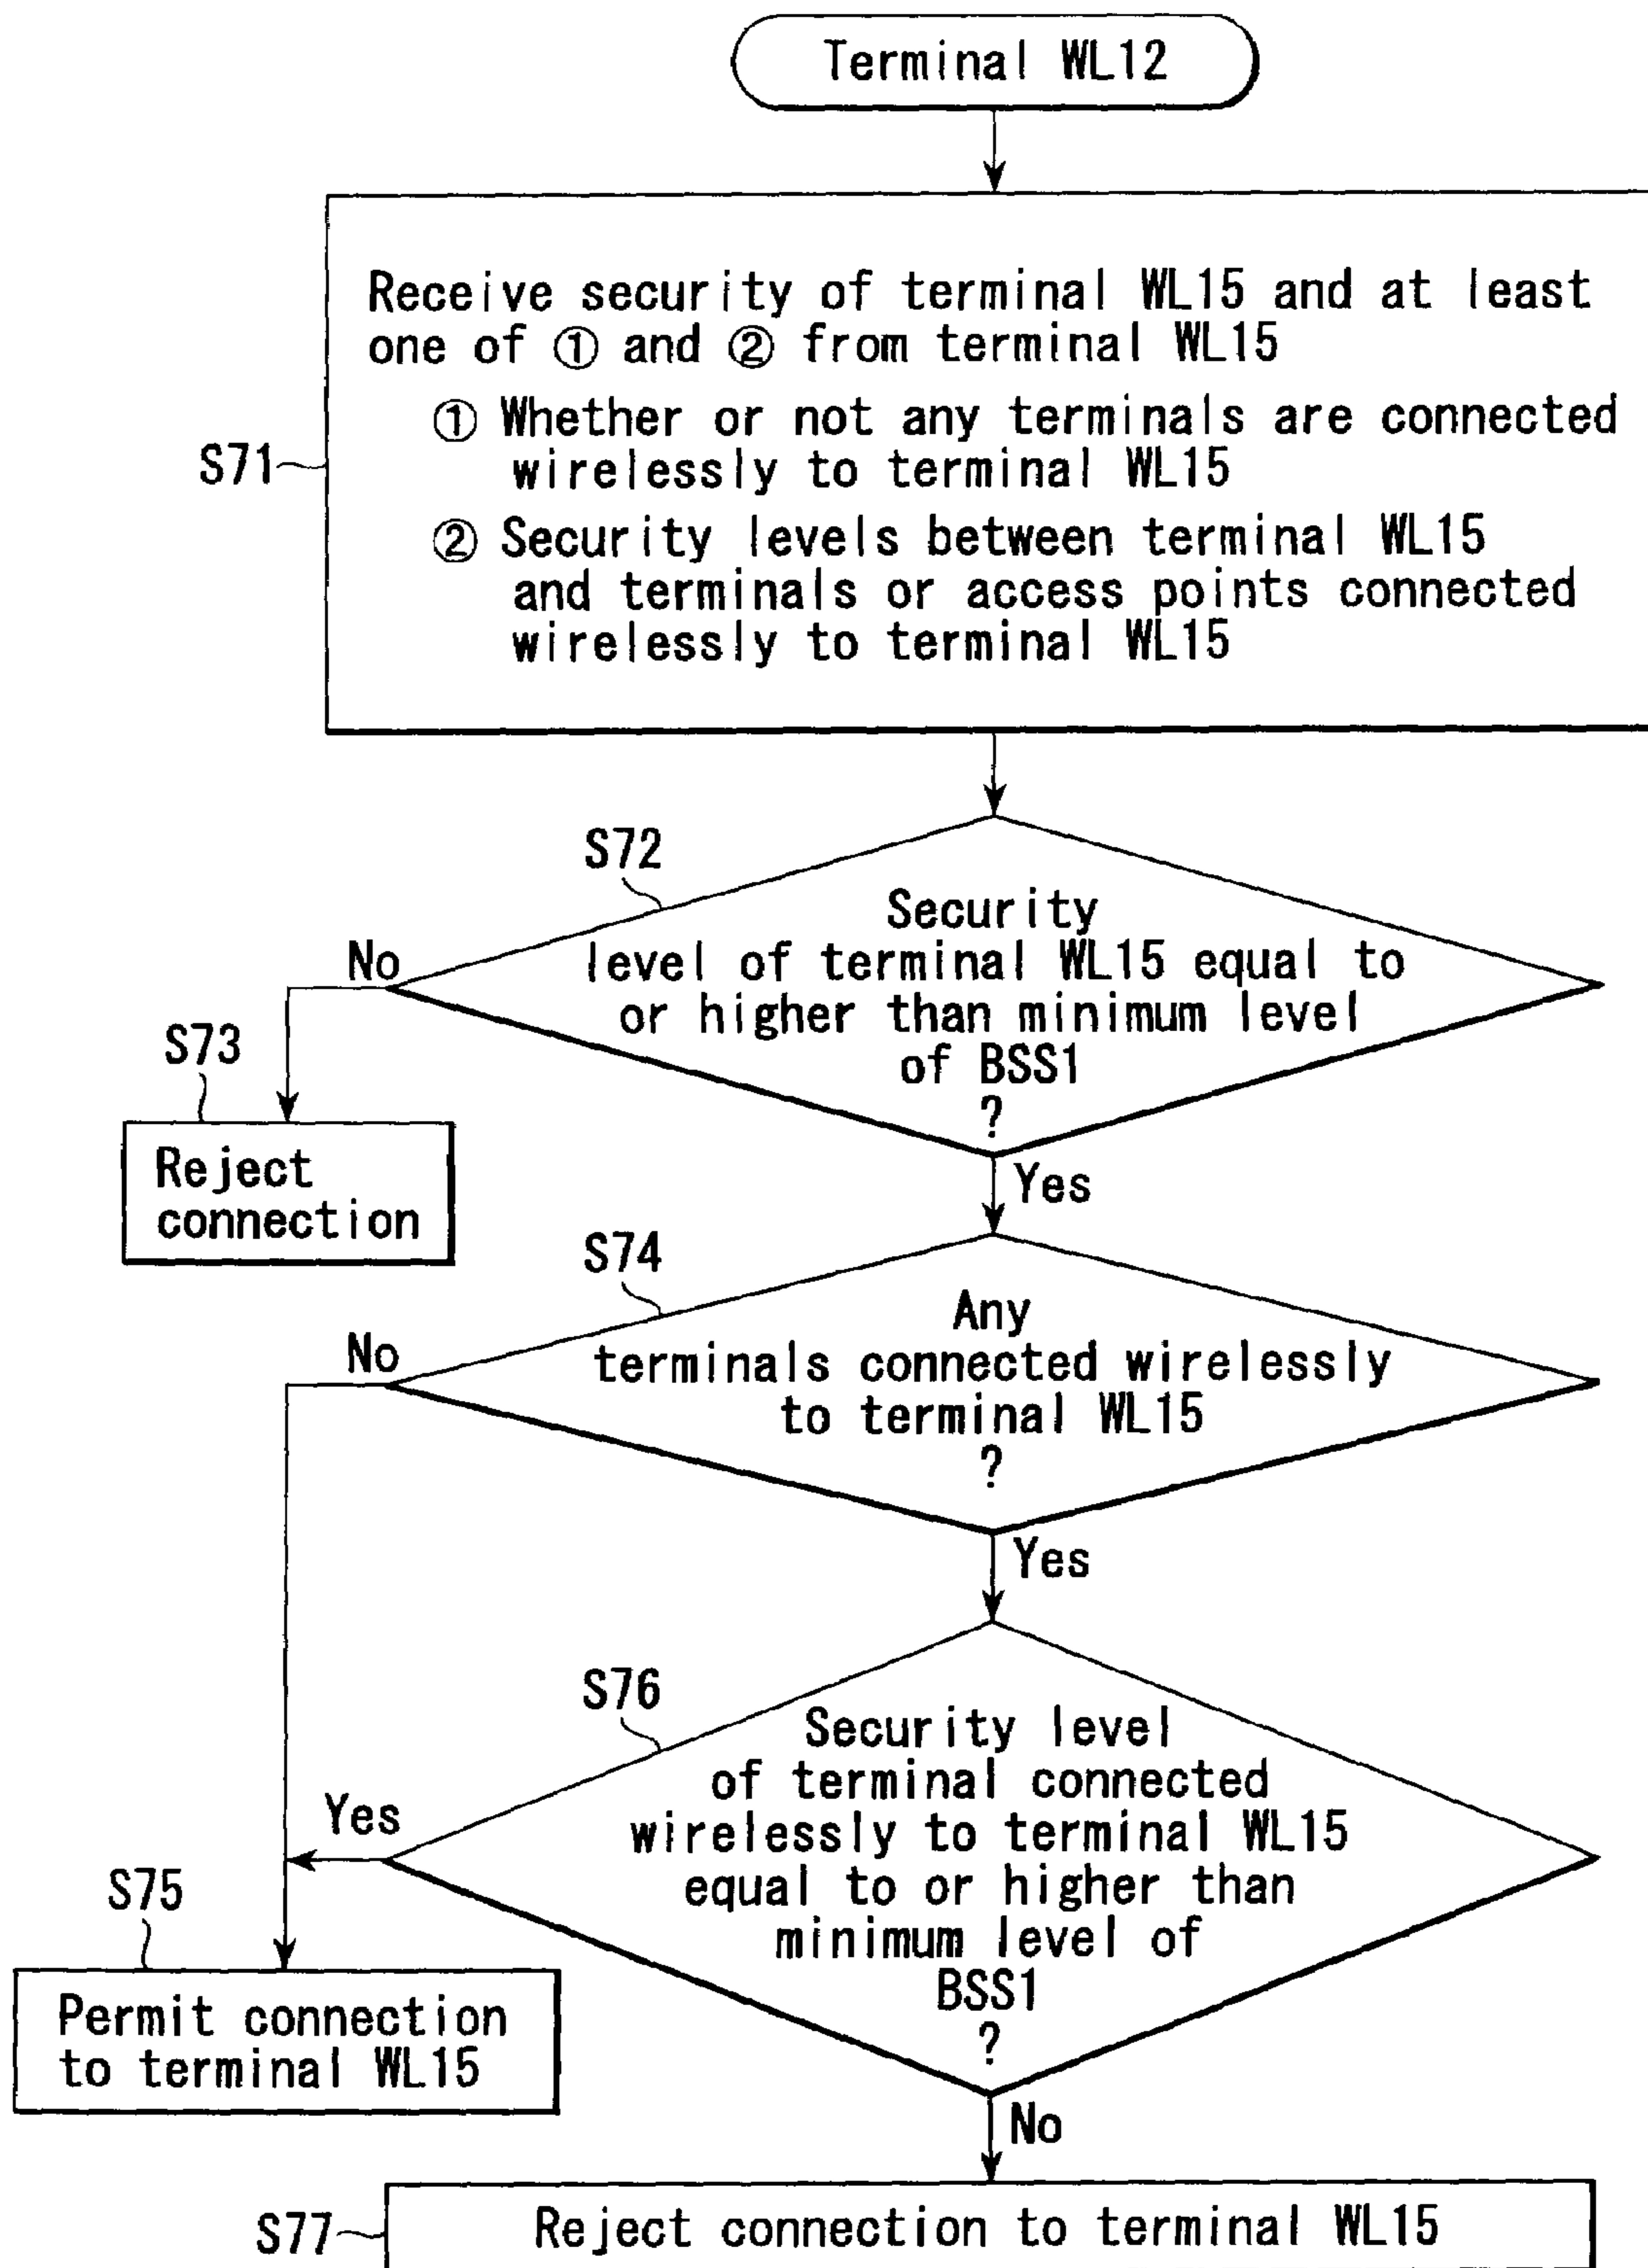 Terminal WL12
Receive security of terminal WL15 and at least
one of ① and ② from terminal WL15
① Whether or not any terminals are connected
wirelessly to terminal WL15
S71
② Security levels between terminal WL15
and terminals or access points connected
wirelessly to terminal WL15
S72
Security
level of terminal WL15 equal to
or higher than minimum level
of BSS1
?
No
S73
Reject
connection
Yes
S74
Any
terminals connected wirelessly
to terminal WL15
?
No
Yes
S76
Security level
of terminal connected
wirelessly to terminal WL15
equal to or higher than
minimum level of
BSS1
?
Yes
S75
Permit connection
to terminal WL15
No
S77
Reject connection to terminal WL15